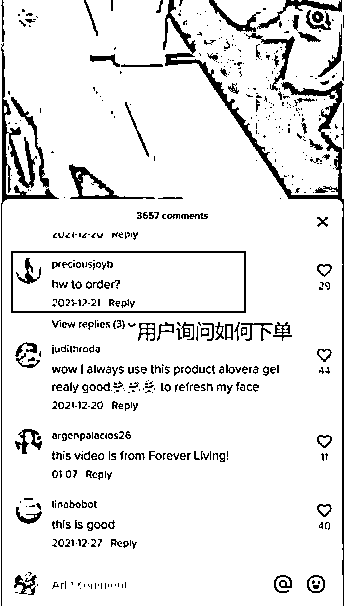 3657 comments
2021-12-20 Reply
preciousjoyb
hw to order?
2021-12-21 Reply
29
View replies (3)
用户询问如何下单
judithroda
wow I always use this product alovera gel
realy good🥰🥰🥰 to refresh my face
44
2021-12-20 Reply
argenpalacios26
this video is from Forever Living!
11
01-07 Reply
linabobot
this is good
40
2021-12-27 Reply
comment